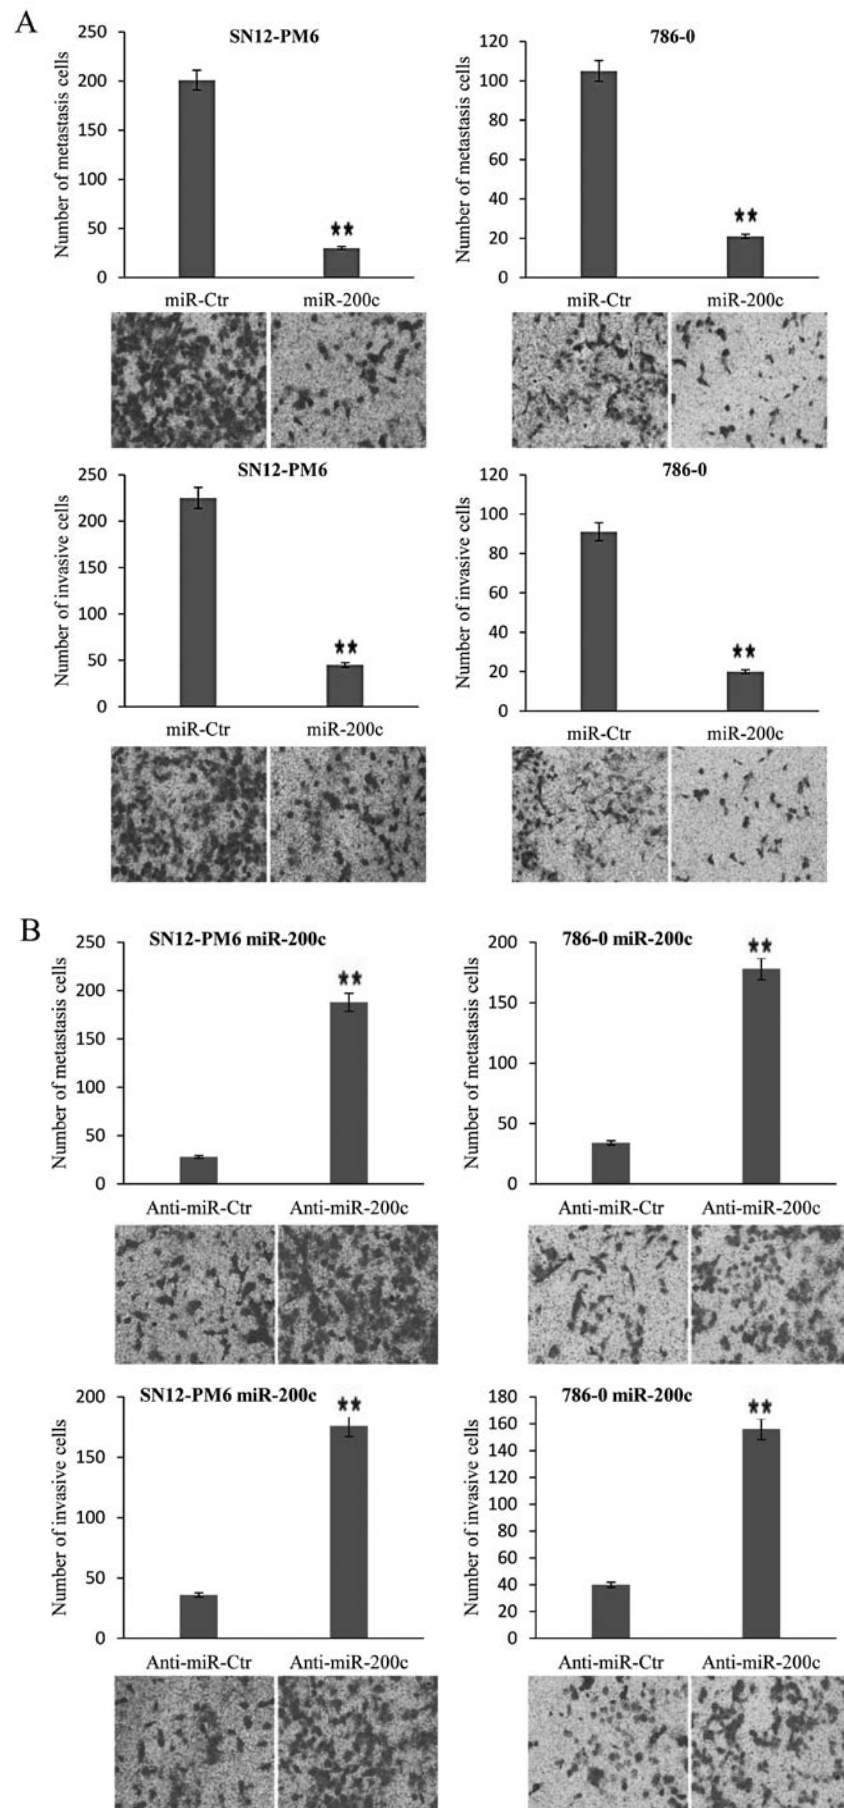 A
SN12-PM6
Number of metastasis cells
250
200
150
100
50
0
**
miR-Ctr
miR-200c
786-0
Number of metastasis cells
120
100
80
60
40
20
0
**
miR-Ctr
miR-200c
SN12-PM6
Number of invasive cells
250
200
150
100
50
0
**
miR-Ctr
miR-200c
786-0
Number of invasive cells
120
100
80
60
40
20
0
**
miR-Ctr
miR-200c
B
SN12-PM6 miR-200c
Number of metastasis cells
250
200
150
100
50
0
**
Anti-miR-Ctr
Anti-miR-200c
786-0 miR-200c
Number of metastasis cells
200
150
100
50
0
**
Anti-miR-Ctr
Anti-miR-200c
SN12-PM6 miR-200c
Number of invasive cells
200
150
100
50
0
**
Anti-miR-Ctr
Anti-miR-200c
786-0 miR-200c
Number of invasive cells
180
160
140
120
100
80
60
40
20
0
**
Anti-miR-Ctr
Anti-miR-200c